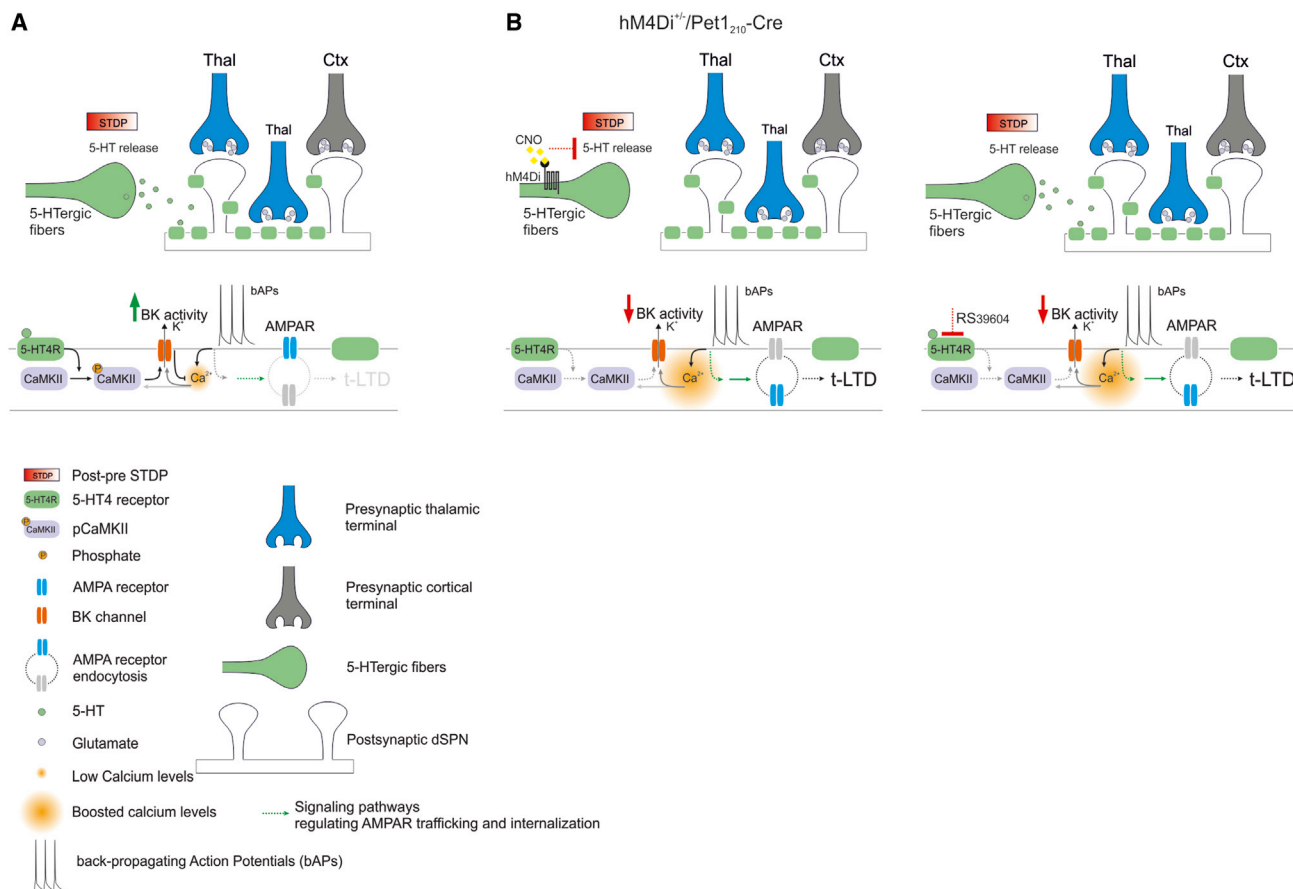 A
Thal
Ctx
STDP
5-HT release
Thal
5-HTergic
fibers
bAPs
BK activity
K⁺
AMPAR
5-HT4R
CaMKII
P
CaMKII
Ca²⁺
t-LTD
B
hM4Di⁺/⁻/Pet1₂₁₀-Cre
Thal
Ctx
STDP
CNO
5-HT release
Thal
hM4Di
5-HTergic
fibers
bAPs
BK activity
K⁺
AMPAR
5-HT4R
CaMKII
CaMKII
Ca²⁺
t-LTD
Thal
Ctx
STDP
5-HT release
Thal
5-HTergic
fibers
bAPs
RS39604
BK activity
K⁺
AMPAR
5-HT4R
CaMKII
CaMKII
Ca²⁺
t-LTD
STDP Post-pre STDP
5-HT4R 5-HT4 receptor
P
CaMKII pCaMKII
P Phosphate
AMPA receptor
BK channel
AMPA receptor
endocytosis
5-HT
Glutamate
Low Calcium levels
Boosted calcium levels
back-propagating Action Potentials (bAPs)
Presynaptic thalamic
terminal
Presynaptic cortical
terminal
5-HTergic fibers
Postsynaptic dSPN
Signaling pathways
regulating AMPAR trafficking and internalization